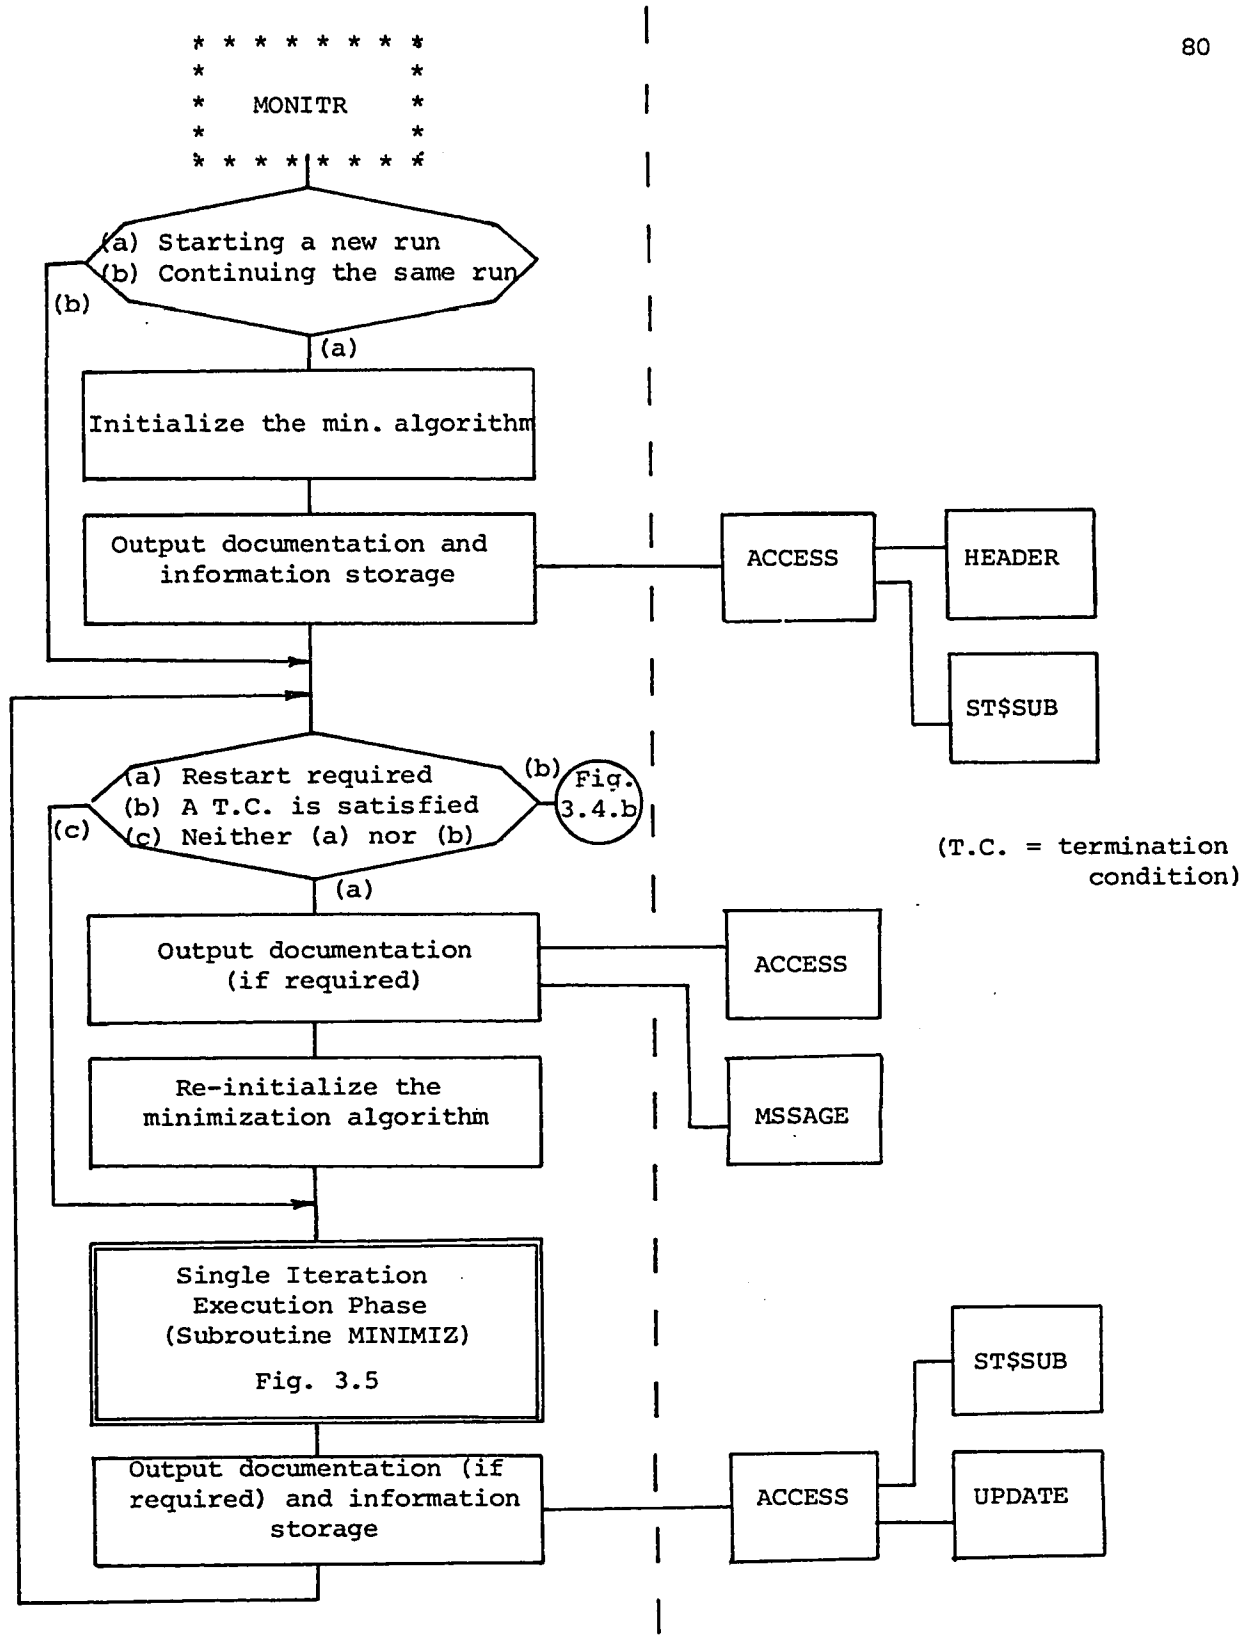 80
* * * * * * * *
* *
* MONITR *
* *
* * * * * * * *
(a) Starting a new run
(b) Continuing the same run
(b)
(a)
Initialize the min. algorithm
Output documentation and
information storage
ACCESS
HEADER
ST$SUB
(a) Restart required
(b) A T.C. is satisfied
(c) Neither (a) nor (b)
(b)
Fig.
3.4.b
(c)
(T.C. = termination
condition)
(a)
Output documentation
(if required)
ACCESS
Re-initialize the
minimization algorithm
MSSAGE
Single Iteration
Execution Phase
(Subroutine MINIMIZ)
Fig. 3.5
ST$SUB
Output documentation (if
required) and information
storage
ACCESS
UPDATE